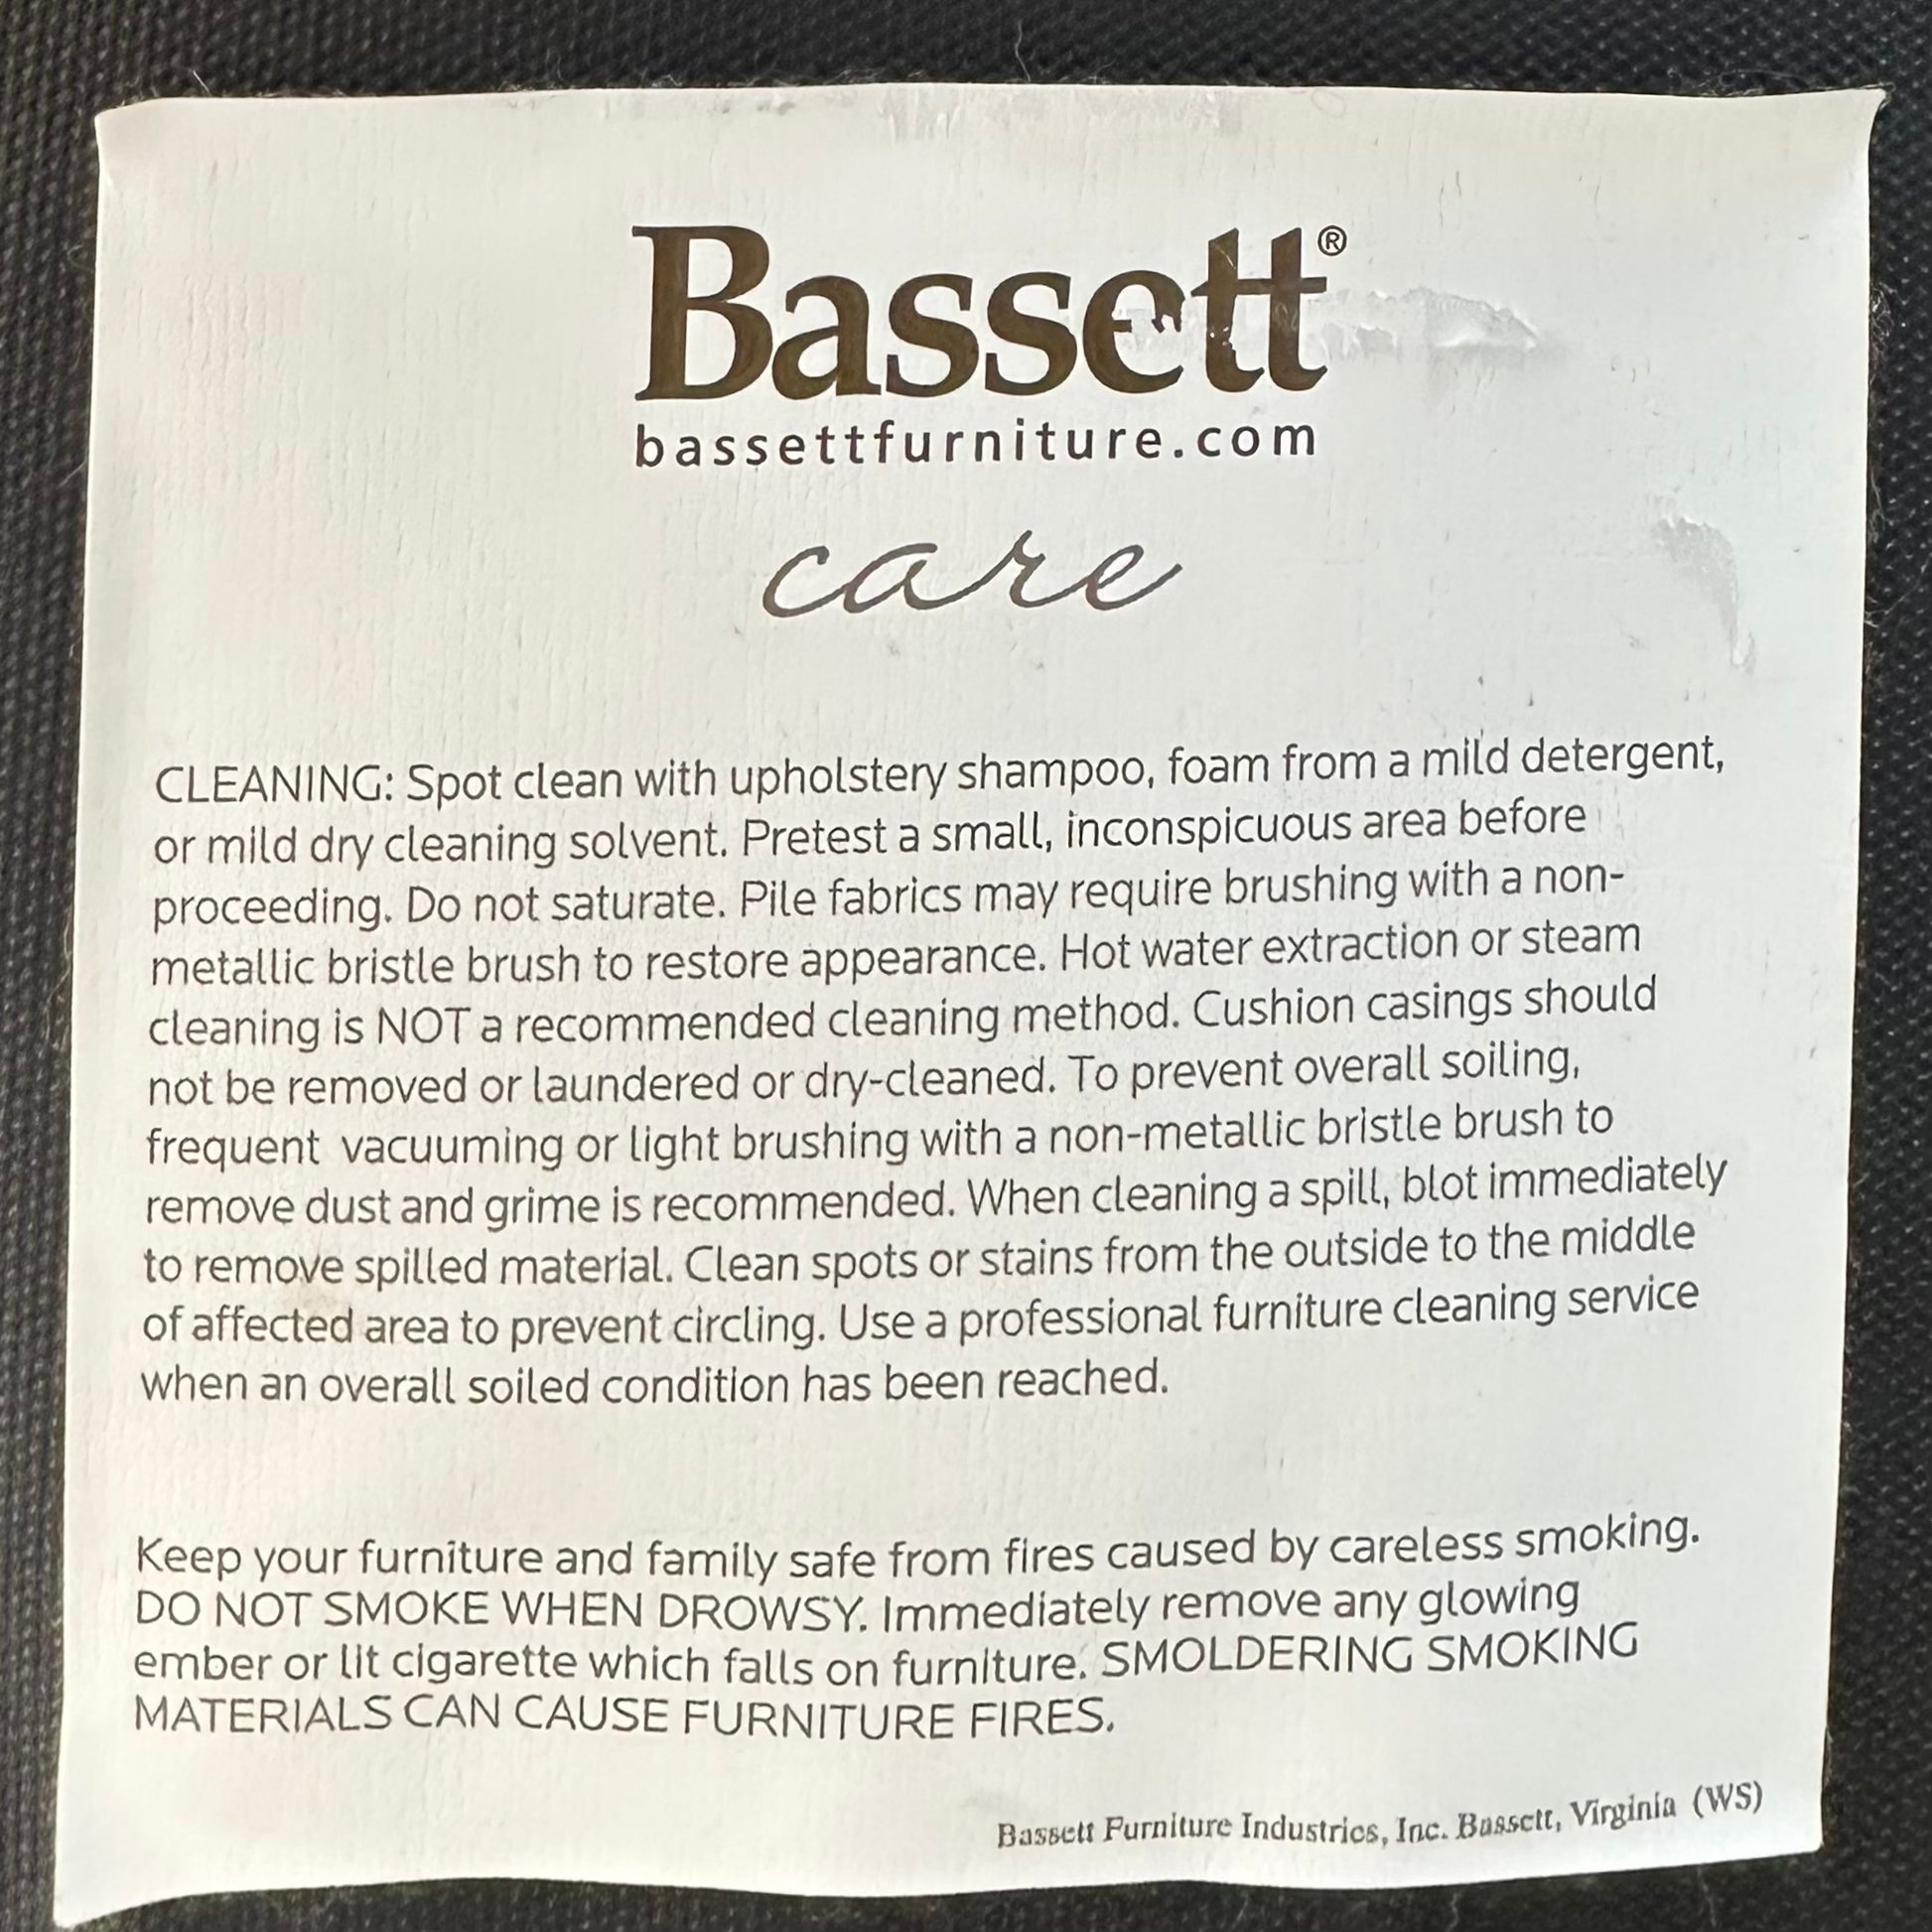 Bassett®
bassettfurniture.com
care
CLEANING: Spot clean with upholstery shampoo, foam from a mild detergent,
or mild dry cleaning solvent. Pretest a small, inconspicuous area before
proceeding. Do not saturate. Pile fabrics may require brushing with a non-
metallic bristle brush to restore appearance. Hot water extraction or steam
cleaning is NOT a recommended cleaning method. Cushion casings should
not be removed or laundered or dry-cleaned. To prevent overall soiling,
frequent vacuuming or light brushing with a non-metallic bristle brush to
remove dust and grime is recommended. When cleaning a spill, blot immediately
to remove spilled material. Clean spots or stains from the outside to the middle
of affected area to prevent circling. Use a professional furniture cleaning service
when an overall soiled condition has been reached.
Keep your furniture and family safe from fires caused by careless smoking.
DO NOT SMOKE WHEN DROWSY. Immediately remove any glowing
ember or lit cigarette which falls on furniture. SMOLDERING SMOKING
MATERIALS CAN CAUSE FURNITURE FIRES.
Bassett Furniture Industries, Inc. Bassett, Virginia (WS)